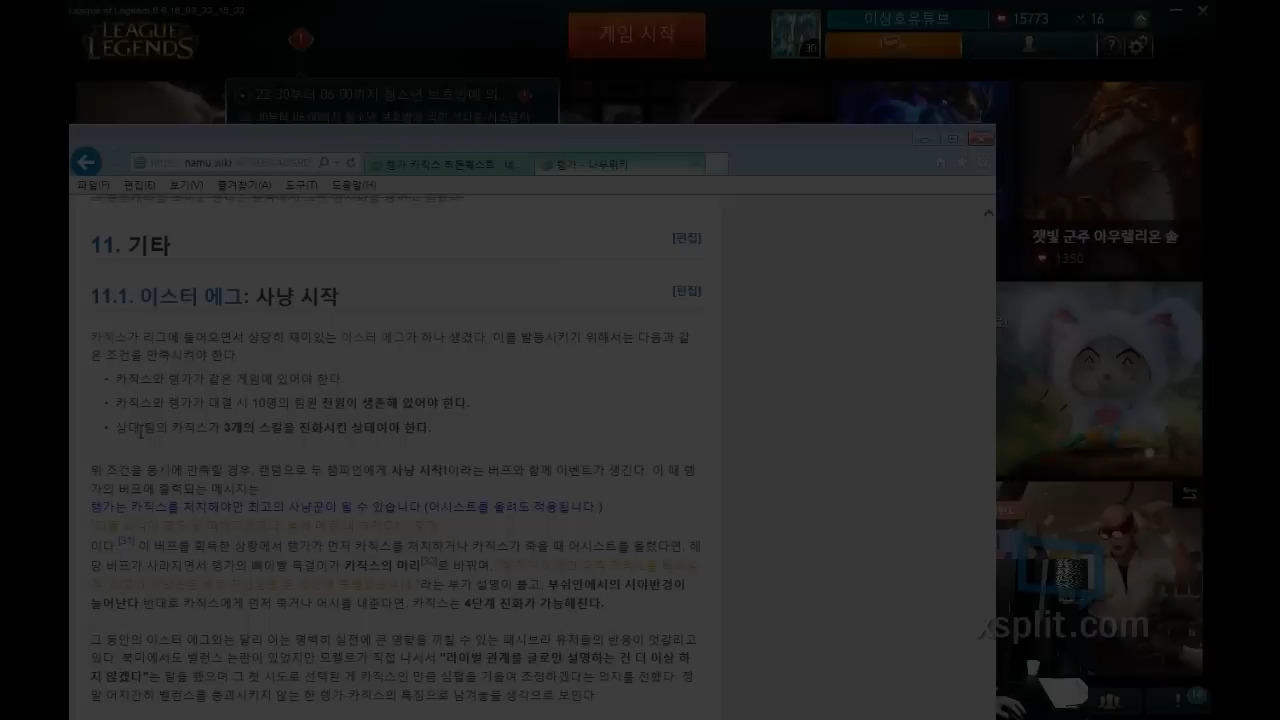 LEAGUE
LEGENDS
게임 시작
30
이상호유튜브
15773
16
22:30부터 06:00까지 청소년 보호법에 의.
namu.wiki
렝가 카직스 히든퀘스트
렝가 - 나무위키
파일(F) 편집(E) 보기(V) 즐겨찾기(A) 도구(T) 도움말(H)
11. 기타
[편집]
11.1. 이스터 에그: 사냥 시작
[편집]
카직스가 리그에 들어오면서 상당히 재미있는 이스터 에그가 하나 생겼다. 이를 발동시키기 위해서는 다음과 같
은 조건을 만족시켜야 한다.
• 카직스와 렝가가 같은 게임에 있어야 한다.
• 카직스와 렝가가 대결 시 10명의 팀원 전원이 생존해 있어야 한다.
• 상대 팀의 카직스가 3개의 스킬을 진화시킨 상태여야 한다.
위 조건을 동시에 만족할 경우, 랜덤으로 두 챔피언에게 사냥 시작!이라는 버프와 함께 이벤트가 생긴다. 이 때 렝
가의 버프에 출력되는 메시지는
렝가는 카직스를 처치해야만 최고의 사냥꾼이 될 수 있습니다 (어시스트를 올려도 적용됩니다.)
이다.[31] 이 버프를 획득한 상황에서 렝가가 먼저 카직스를 처치하거나 카직스가 죽을 때 어시스트를 올렸다면, 해
당 버프가 사라지면서 렝가의 뼈이빨 목걸이가 카직스의 머리[32]로 바뀌며,
라는 부가 설명이 붙고, 부쉬안에서의 시야반경이
늘어난다 반대로 카직스에게 먼저 죽거나 어시를 내준다면, 카직스는 4단계 진화가 가능해진다.
그 동안의 이스터 에그와는 달리 이는 명백히 실전에 큰 영향을 끼칠 수 있는 패시브라 유저들의 반응이 엇갈리고
있다. 북미에서도 밸런스 논란이 있었지만 모렐로가 직접 나서서 "라이벌 관계를 글로만 설명하는 건 더 이상 하
지 않겠다"는 말을 했으며 그 첫 시도로 선택된 게 카직스인 만큼 심혈을 기울여 조정하겠다는 의지를 전했다. 정
말 어지간히 밸런스를 붕괴시키지 않는 한 렝가-카직스의 특징으로 남겨놓을 생각으로 보인다
잿빛 군주 아우렐리온 솔
1350
xsplit.com